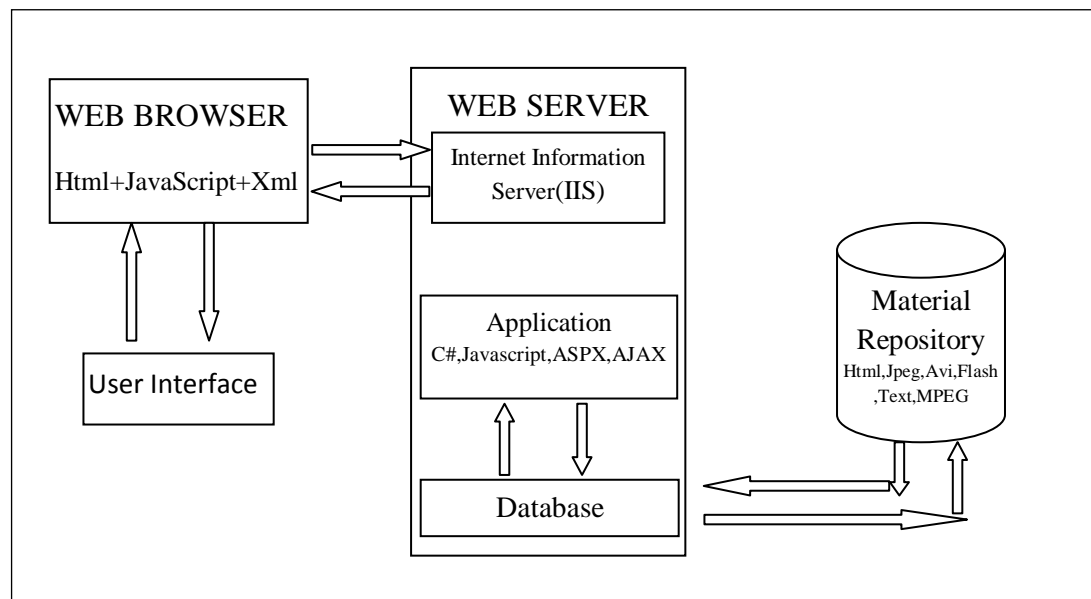 WEB BROWSER
Html+JavaScript+Xml
User Interface
WEB SERVER
Internet Information
Server(IIS)
Application
C#,Javascript,ASPX,AJAX
Database
Material
Repository
Html,Jpeg,Avi,Flash
,Text,MPEG